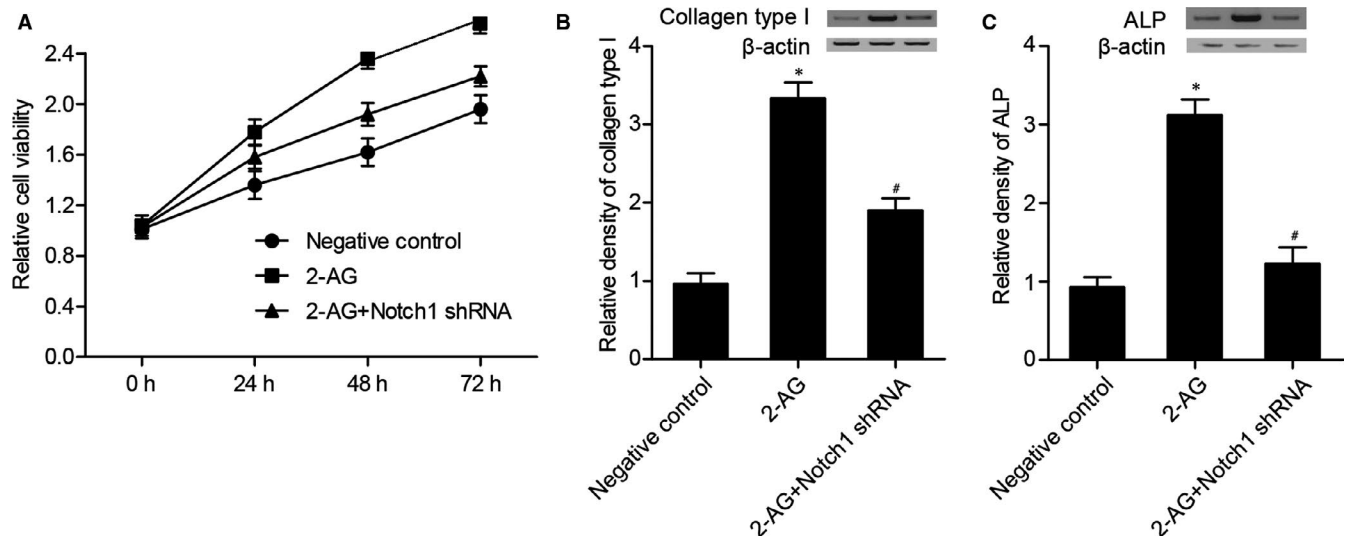 A
Relative cell viability
2.4
2.0
1.6
1.2
0.8
0.4
0.0
0 h
24 h
48 h
72 h
Negative control
2-AG
2-AG+Notch1 shRNA
B
Collagen type I
β-actin
Relative density of collagen type I
4
3
2
1
0
*
#
Negative control
2-AG
2-AG+Notch1 shRNA
C
ALP
β-actin
Relative density of ALP
4
3
2
1
0
*
#
Negative control
2-AG
2-AG+Notch1 shRNA